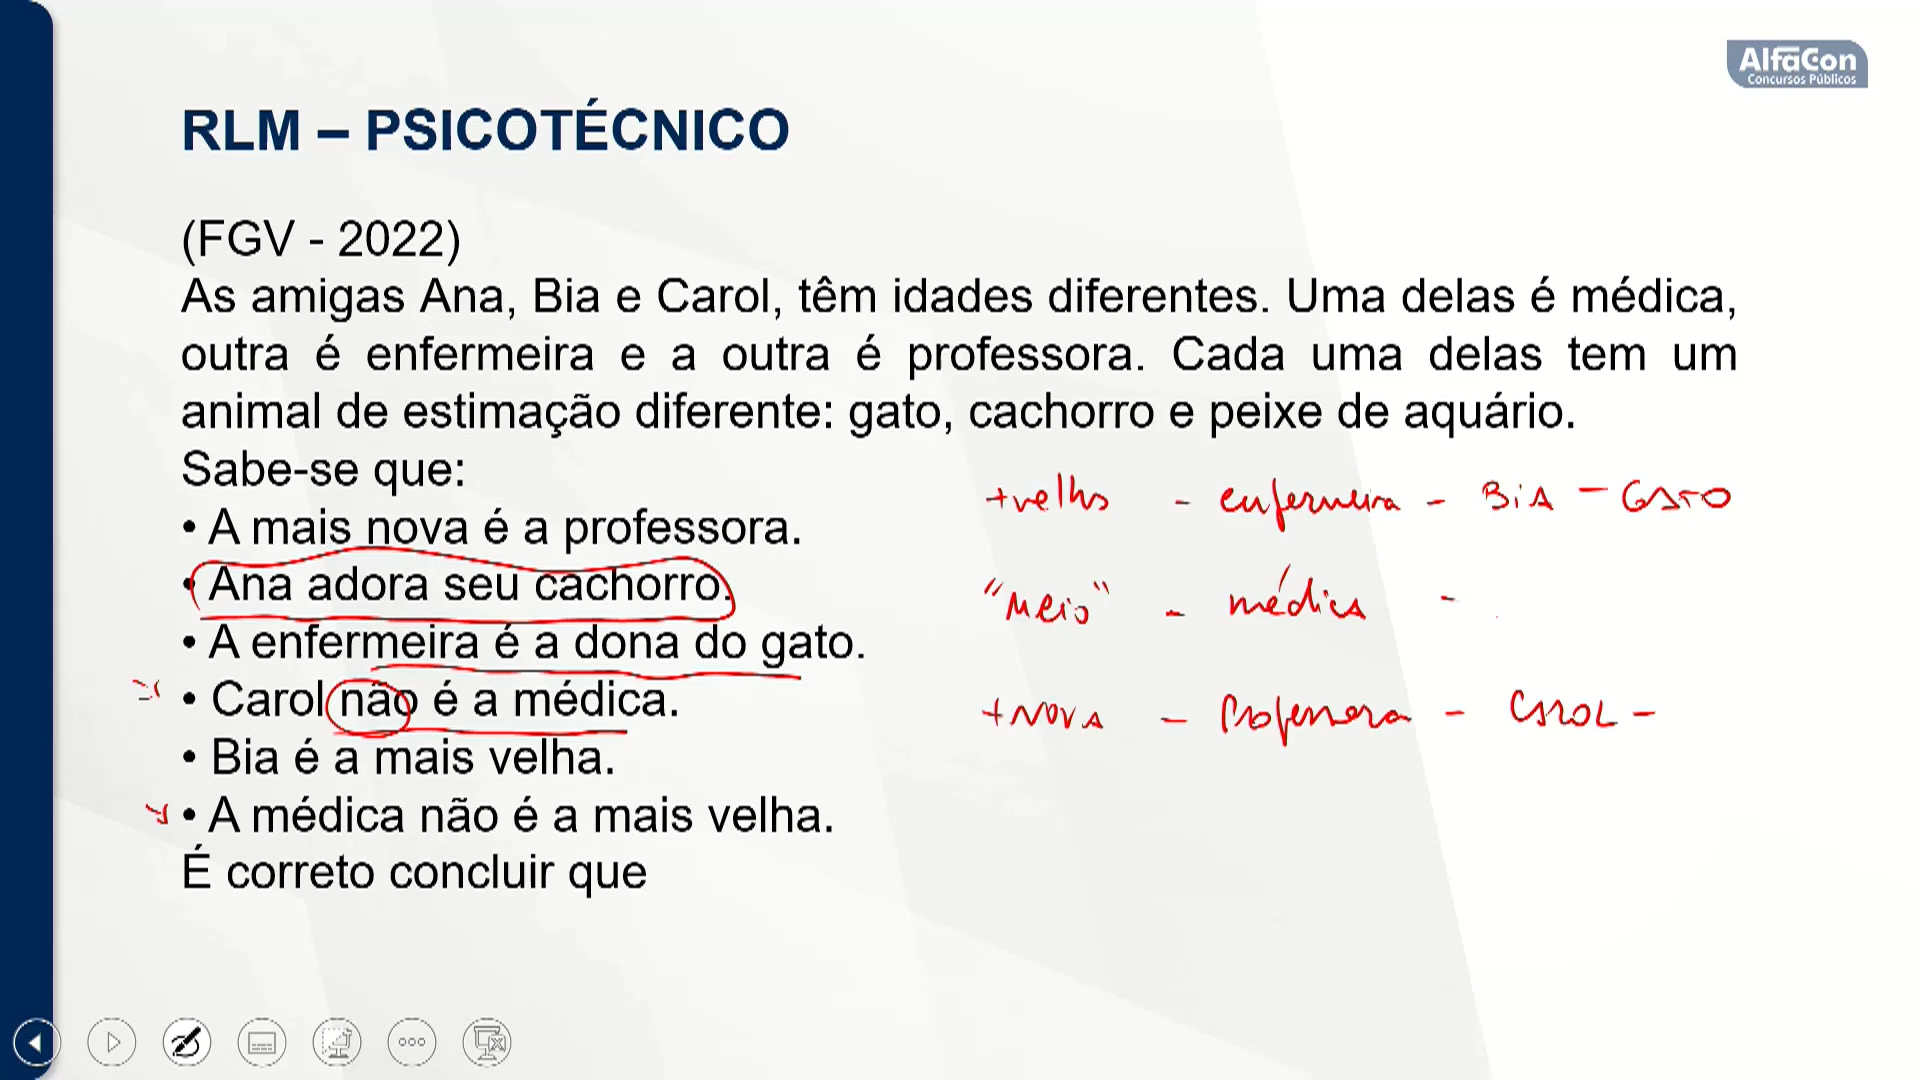 AlfaCon
Concursos Públicos
RLM – PSICOTÉCNICO
(FGV - 2022)
As amigas Ana, Bia e Carol, têm idades diferentes. Uma delas é médica,
outra é enfermeira e a outra é professora. Cada uma delas tem um
animal de estimação diferente: gato, cachorro e peixe de aquário.
Sabe-se que:
• A mais nova é a professora.
• Ana adora seu cachorro.
• A enfermeira é a dona do gato.
• Carol não é a médica.
• Bia é a mais velha.
• A médica não é a mais velha.
É correto concluir que
+velha - enfermeira - BiA - GATO
"Meio" - médica -
+NOVA - Professora - CAROL -